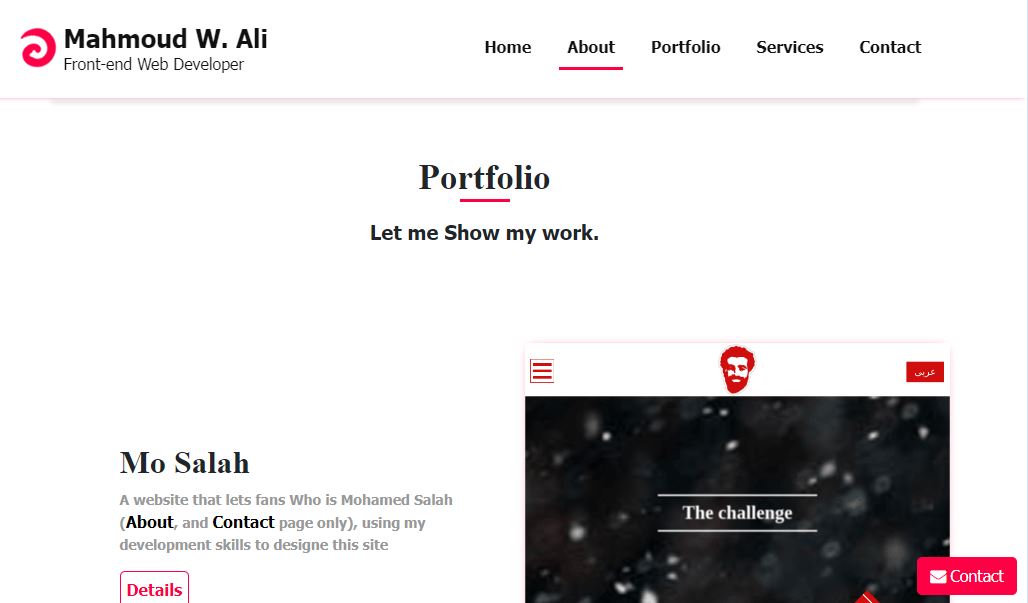 Mahmoud W. Ali
Front-end Web Developer
Home About Portfolio Services Contact
Portfolio
Let me Show my work.
عربى
Mo Salah
A website that lets fans Who is Mohamed Salah
(About, and Contact page only), using my
development skills to designe this site
Details
The challenge
Contact